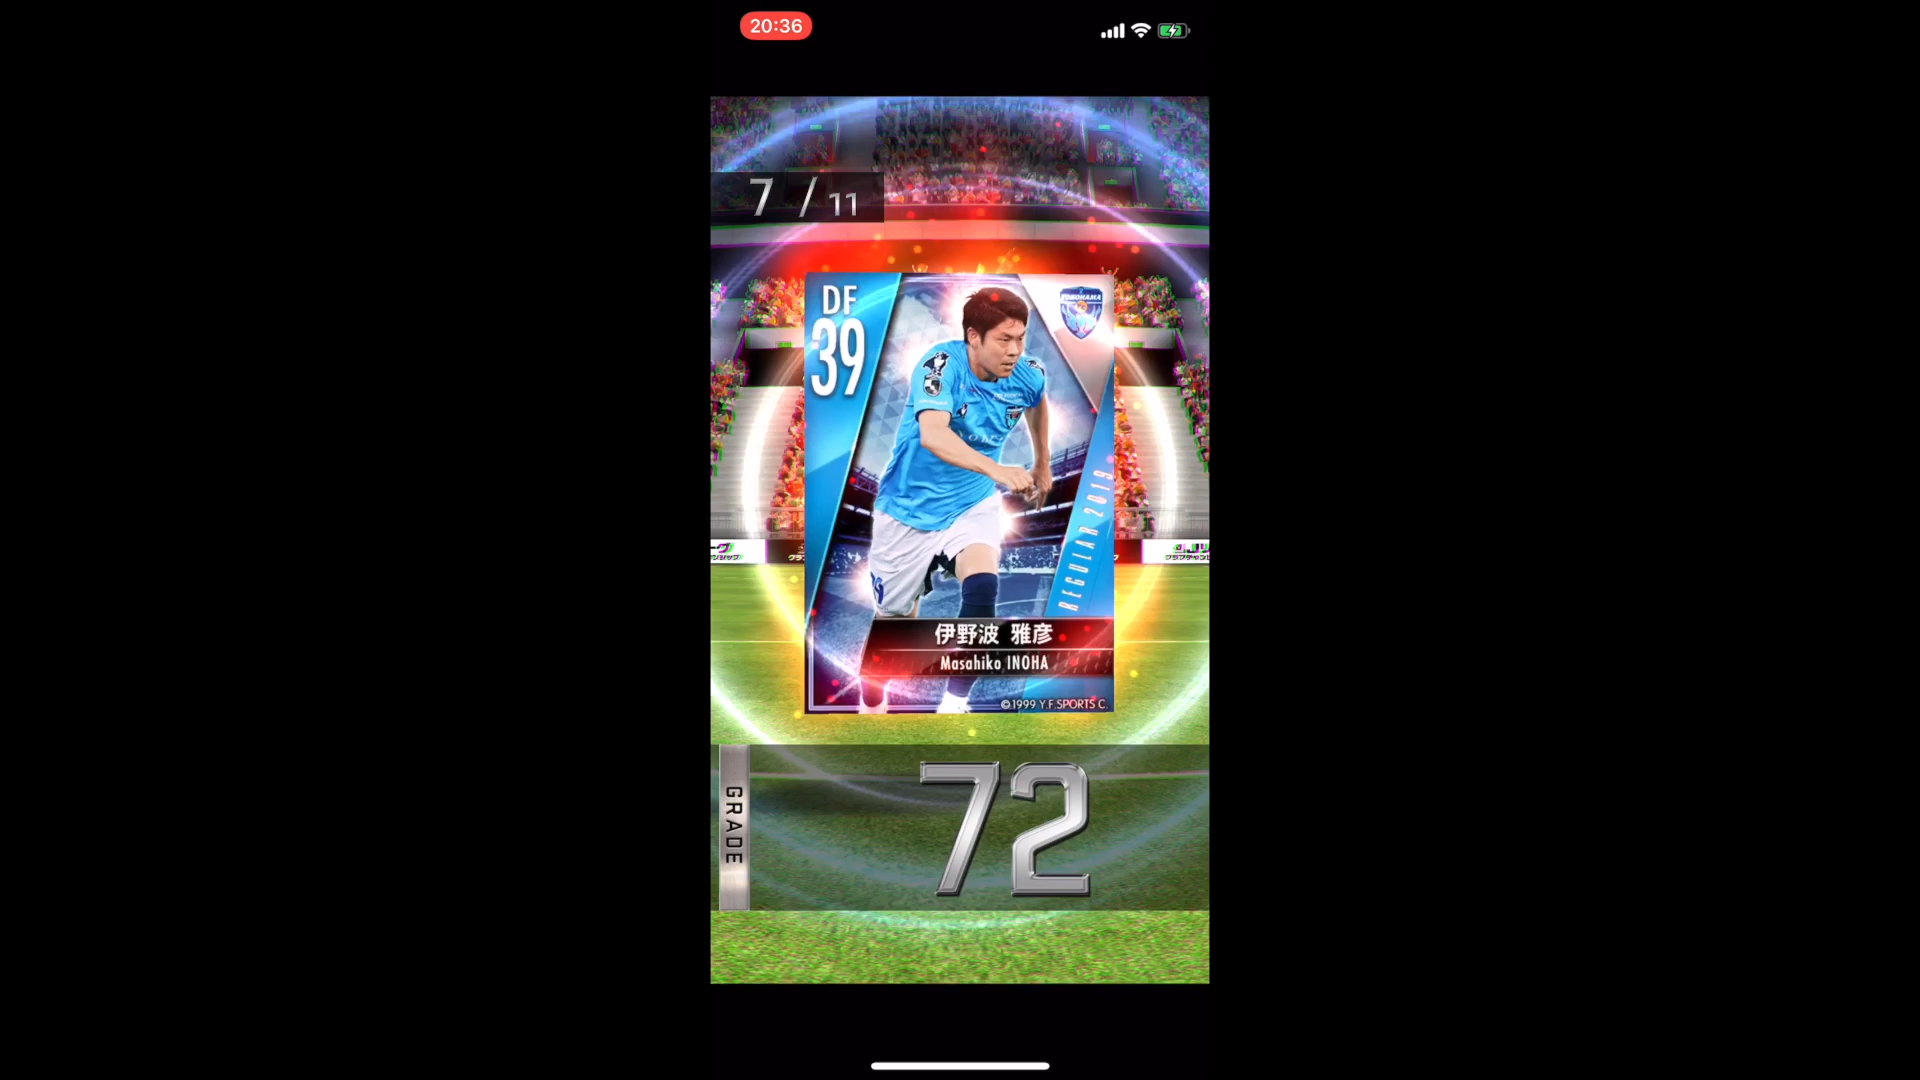 20:36
7 / 11
DF
39
YOKOHAMA
REGULAR 2019
伊野波 雅彦
Masahiko INOHA
©1999 Y.F.SPORTS C.
GRADE
72